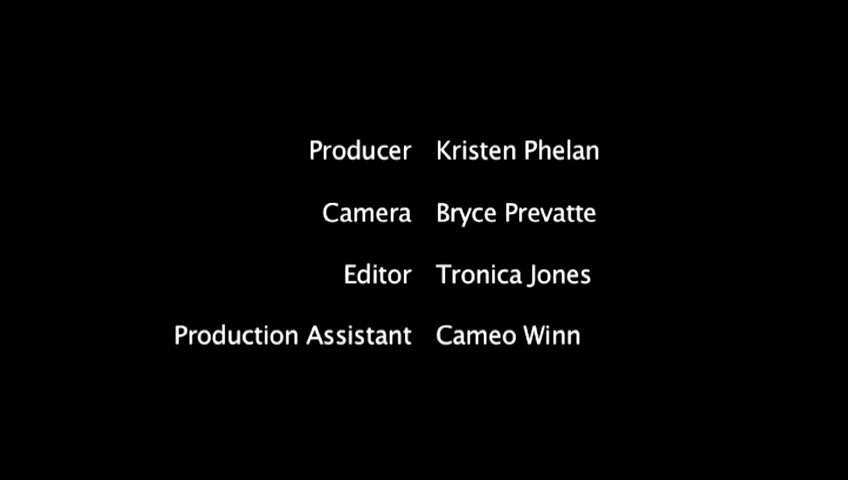 Producer Kristen Phelan
Camera Bryce Prevatte
Editor Tronica Jones
Production Assistant Cameo Winn